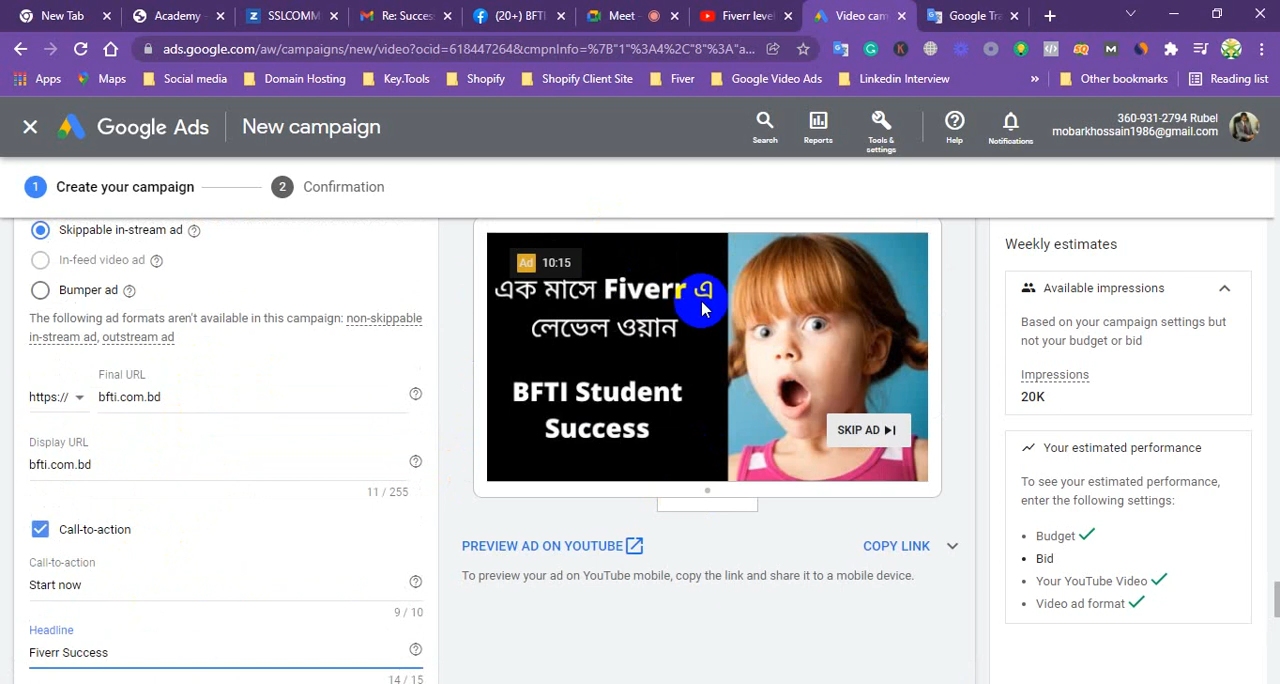 New Tab
Academy -
SSLCOMM
M Re: Succes
(20+) BFTI
Meet -
Fiverr level
Video cam
Google Tra
ads.google.com/aw/campaigns/new/video?ocid=618447264&cmpnInfo=%7B"1"%3A4%2C"8"%3A"a...
Apps
Maps
Social media
Domain Hosting
Key.Tools
Shopify
Shopify Client Site
Fiver
Google Video Ads
Linkedin Interview
»
Other bookmarks
Reading list
Google Ads
New campaign
Search
Reports
Tools & settings
Help
Notifications
360-931-2794 Rubel
mobarkhossain1986@gmail.com
1 Create your campaign
2 Confirmation
Skippable in-stream ad
In-feed video ad
Bumper ad
The following ad formats aren't available in this campaign: non-skippable
in-stream ad, outstream ad
Final URL
https:// bfti.com.bd
Display URL
bfti.com.bd
11 / 255
Call-to-action
Call-to-action
Start now
9 / 10
Headline
Fiverr Success
14 / 15
Ad 10:15
এক মাসে Fiverr এ
লেভেল ওয়ান
BFTI Student
Success
SKIP AD
PREVIEW AD ON YOUTUBE
COPY LINK
To preview your ad on YouTube mobile, copy the link and share it to a mobile device.
Weekly estimates
Available impressions
Based on your campaign settings but
not your budget or bid
Impressions
20K
Your estimated performance
To see your estimated performance,
enter the following settings:
• Budget
• Bid
• Your YouTube Video
• Video ad format